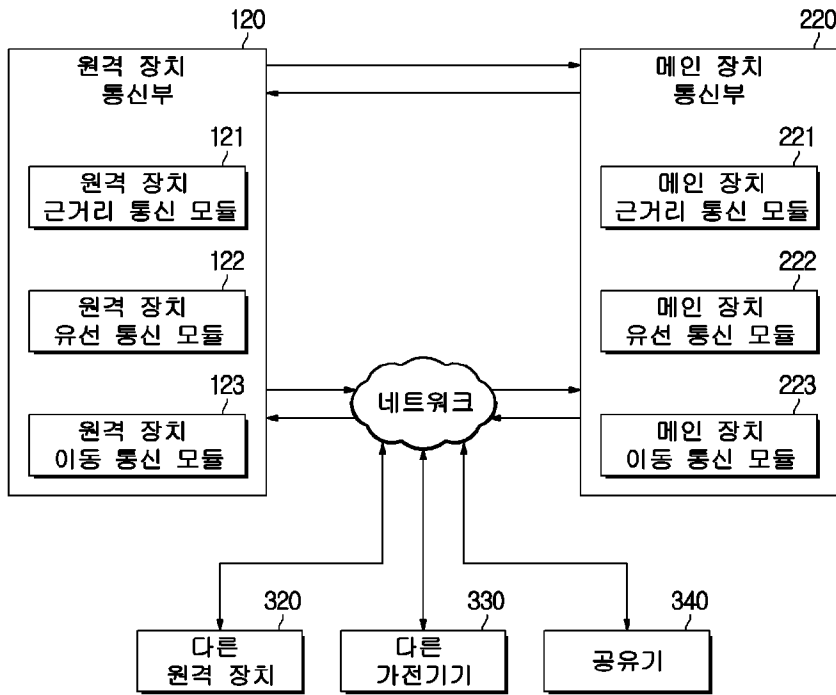 120
원격 장치
통신부
121
원격 장치
근거리 통신 모듈
122
원격 장치
유선 통신 모듈
123
원격 장치
이동 통신 모듈
220
메인 장치
통신부
221
메인 장치
근거리 통신 모듈
222
메인 장치
유선 통신 모듈
223
메인 장치
이동 통신 모듈
네트워크
320
다른
원격 장치
330
다른
가전기기
340
공유기